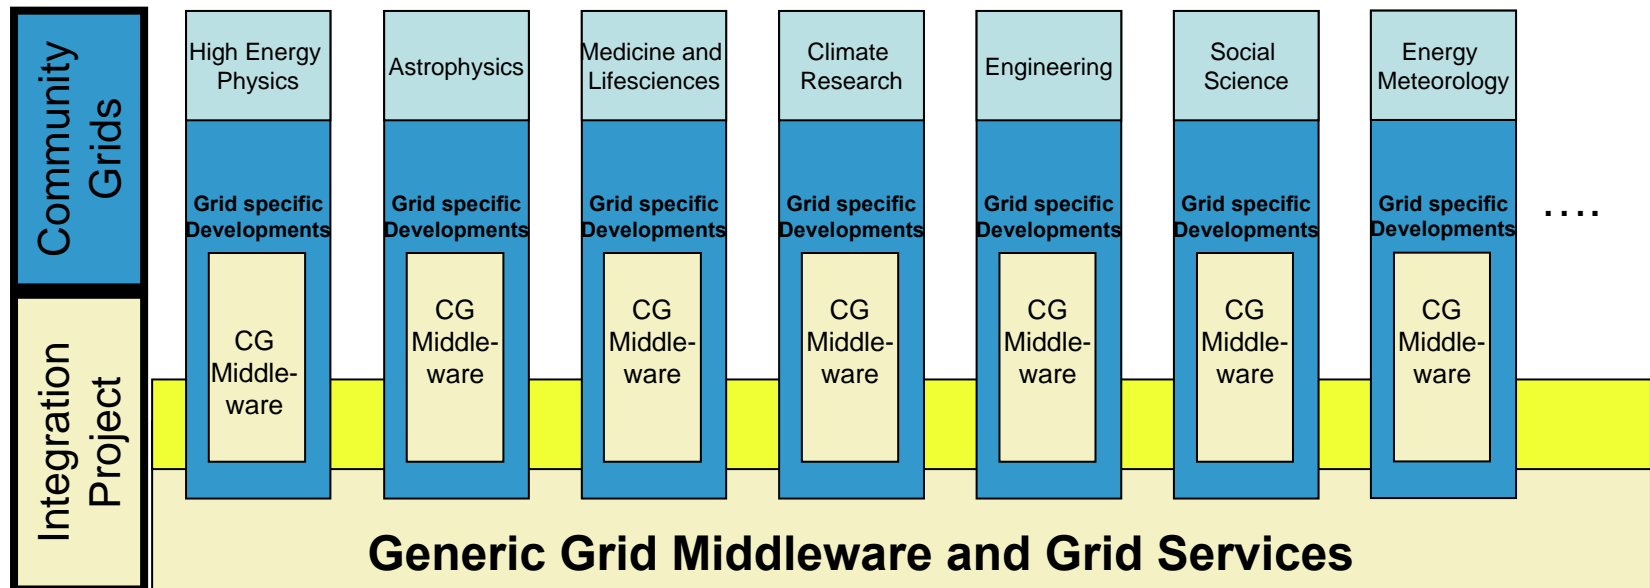 Community
Grids
Integration
Project
High Energy
Physics
Astrophysics
Medicine and
Lifesciences
Climate
Research
Engineering
Social
Science
Energy
Meteorology
Grid specific
Developments
Grid specific
Developments
Grid specific
Developments
Grid specific
Developments
Grid specific
Developments
Grid specific
Developments
Grid specific
Developments
....
CG
Middle-
ware
CG
Middle-
ware
CG
Middle-
ware
CG
Middle-
ware
CG
Middle-
ware
CG
Middle-
ware
CG
Middle-
ware
Generic Grid Middleware and Grid Services